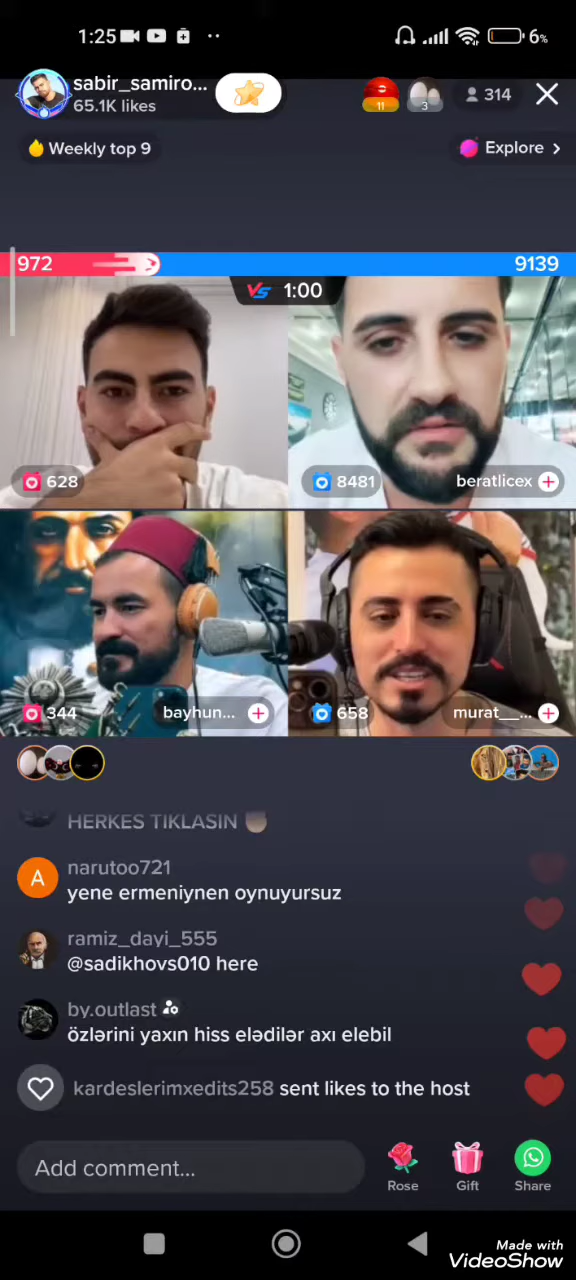 1:25
6%
sabir_samiro...
65.1K likes
11
3
314
Weekly top 9
Explore >
972
9139
VS 1:00
628
8481
beratlicex
344
bayhun...
658
murat__...
HERKES TIKLASIN
A
narutoo721
yene ermeniynen oynuyursuz
ramiz_dayi_555
@sadikhovs010 here
by.outlast
özlərini yaxın hiss elədilər axı elebil
kardeslerimxedits258 sent likes to the host
Add comment...
Rose
Gift
Share
Made with
VideoShow